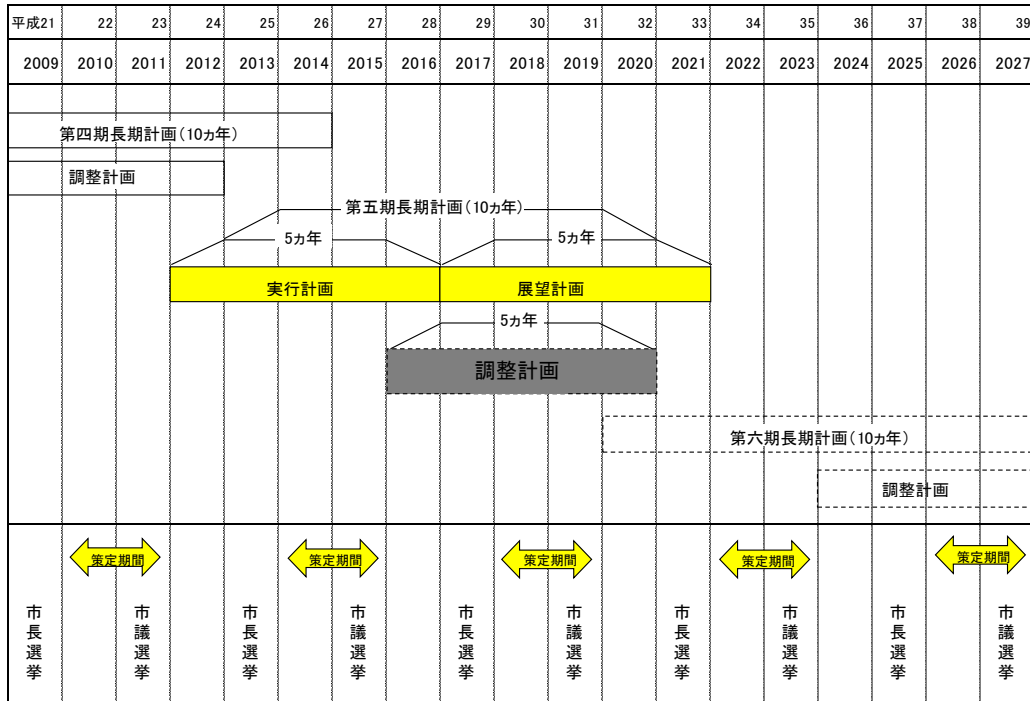 平成21 22 23 24 25 26 27 28 29 30 31 32 33 34 35 36 37 38 39
2009 2010 2011 2012 2013 2014 2015 2016 2017 2018 2019 2020 2021 2022 2023 2024 2025 2026 2027
第四期長期計画(10ヵ年)
調整計画
第五期長期計画(10ヵ年)
5ヵ年 5ヵ年
実行計画 展望計画
5ヵ年
調整計画
第六期長期計画(10ヵ年)
調整計画
策定期間 策定期間 策定期間 策定期間 策定期間
市長選挙
市議選挙
市長選挙
市議選挙
市長選挙
市議選挙
市長選挙
市議選挙
市長選挙
市議選挙